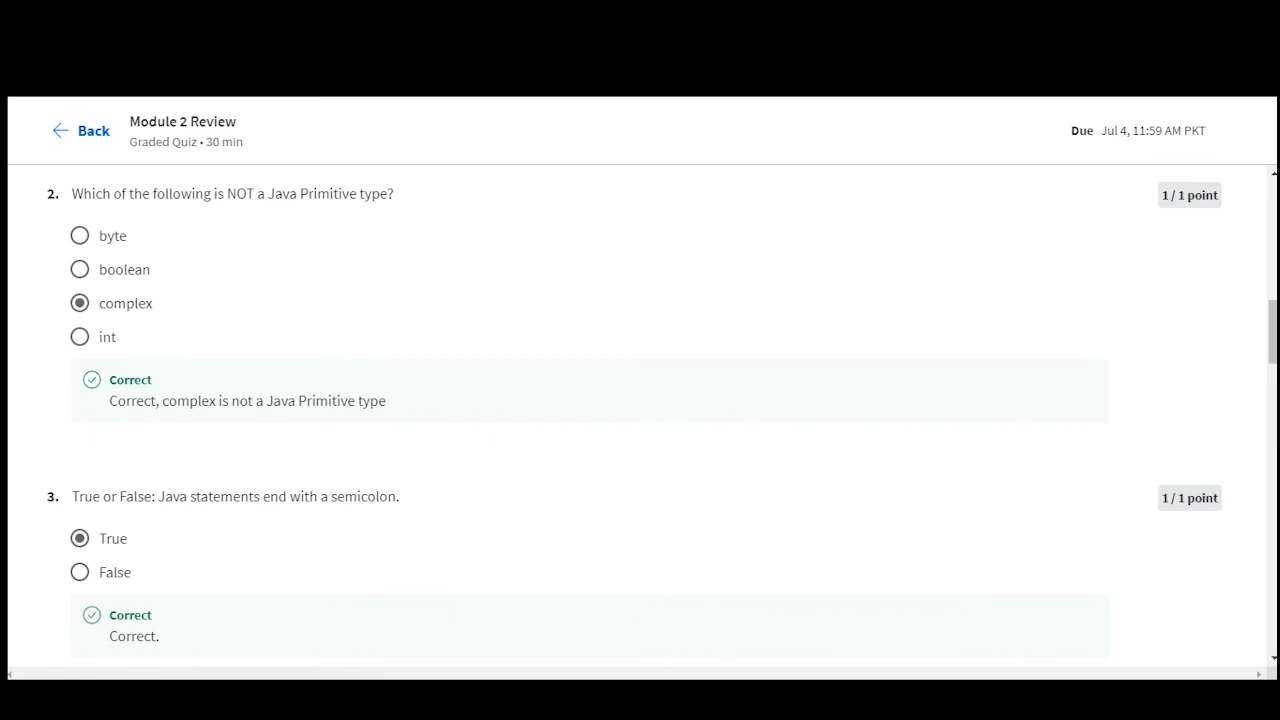 Back
Module 2 Review
Graded Quiz • 30 min
Due Jul 4, 11:59 AM PKT
2. Which of the following is NOT a Java Primitive type?
1 / 1 point
byte
boolean
complex
int
Correct
Correct, complex is not a Java Primitive type
3. True or False: Java statements end with a semicolon.
1 / 1 point
True
False
Correct
Correct.